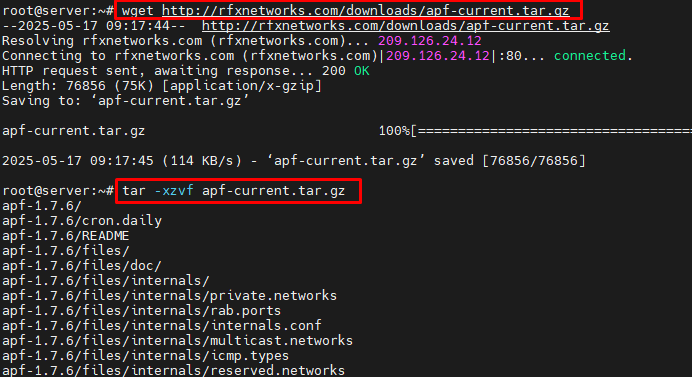 root@server:~# wget http://rfxnetworks.com/downloads/apf-current.tar.gz
--2025-05-17 09:17:44--  http://rfxnetworks.com/downloads/apf-current.tar.gz
Resolving rfxnetworks.com (rfxnetworks.com)... 209.126.24.12
Connecting to rfxnetworks.com (rfxnetworks.com)|209.126.24.12|:80... connected.
HTTP request sent, awaiting response... 200 OK
Length: 76856 (75K) [application/x-gzip]
Saving to: ‘apf-current.tar.gz’
apf-current.tar.gz 100%[===================================
2025-05-17 09:17:45 (114 KB/s) - ‘apf-current.tar.gz’ saved [76856/76856]
root@server:~# tar -xzvf apf-current.tar.gz
apf-1.7.6/
apf-1.7.6/cron.daily
apf-1.7.6/README
apf-1.7.6/files/
apf-1.7.6/files/doc/
apf-1.7.6/files/internals/
apf-1.7.6/files/internals/private.networks
apf-1.7.6/files/internals/rab.ports
apf-1.7.6/files/internals/internals.conf
apf-1.7.6/files/internals/multicast.networks
apf-1.7.6/files/internals/icmp.types
apf-1.7.6/files/internals/reserved.networks